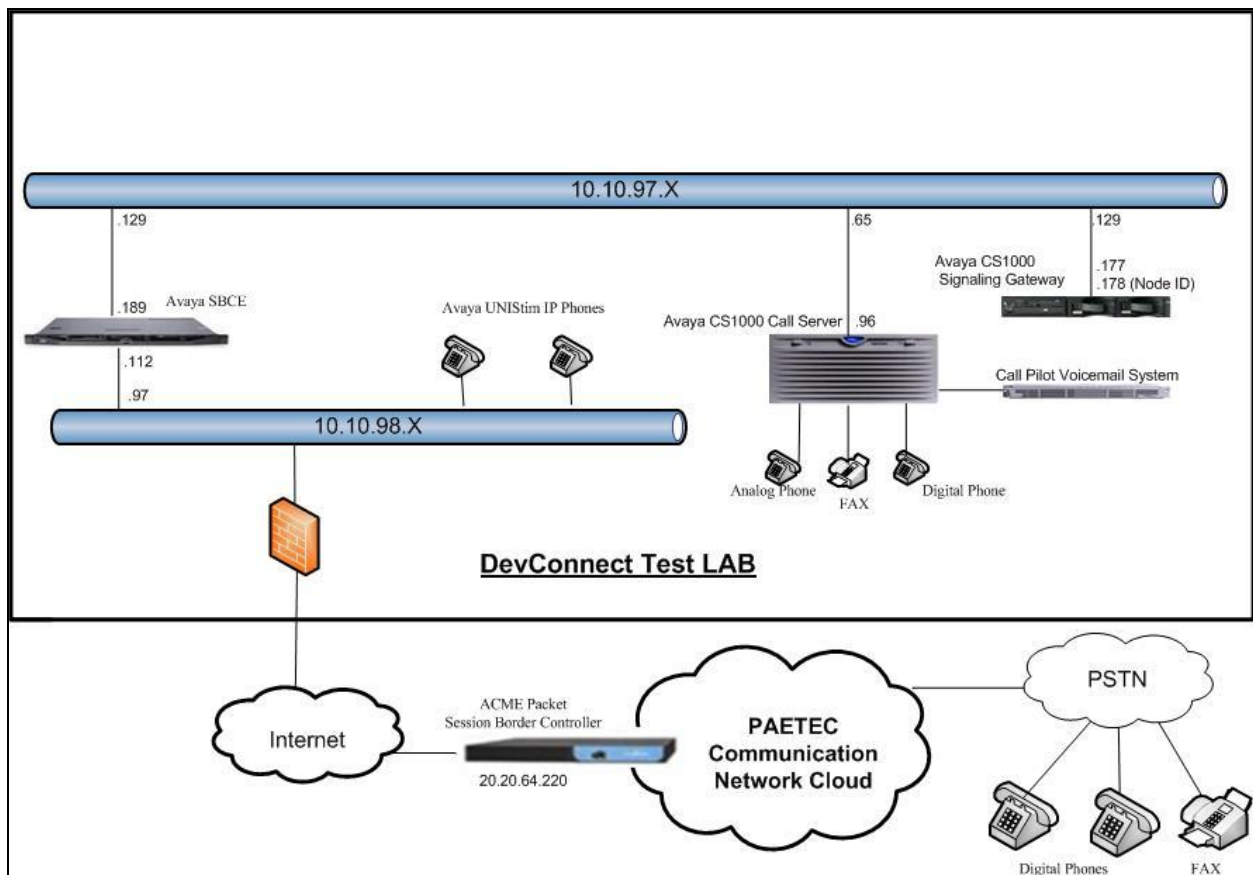 10.10.97.X
.129
.65
.129
Avaya CS1000
Signaling Gateway
.177
.178 (Node ID)
.189
Avaya SBCE
Avaya UNIStim IP Phones
Avaya CS1000 Call Server
.96
.112
.97
Call Pilot Voicemail System
10.10.98.X
Analog Phone
FAX
Digital Phone
DevConnect Test LAB
Internet
ACME Packet
Session Border Controller
20.20.64.220
PAETEC
Communication
Network Cloud
PSTN
Digital Phones
FAX